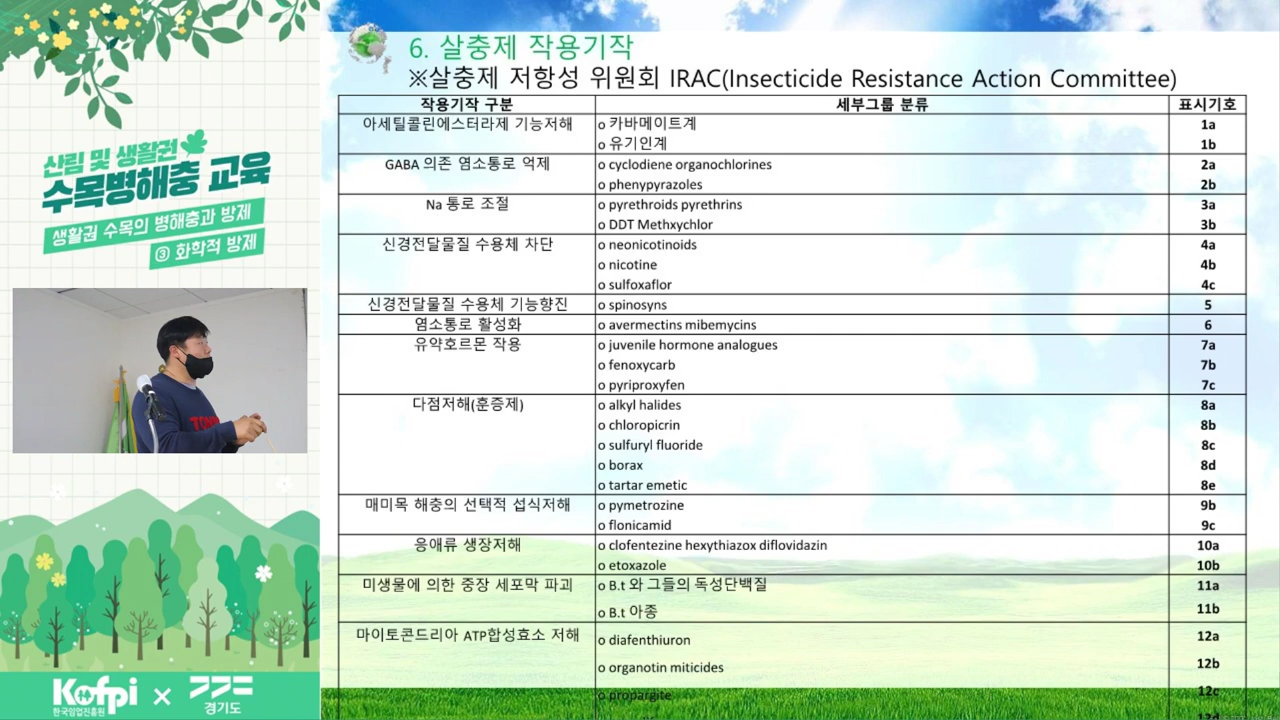 산림 및 생활권
수목병해충 교육
생활권 수목의 병해충과 방제
③ 화학적 방제
Kofpi
한국임업진흥원
×
경기도
6. 살충제 작용기작
※살충제 저항성 위원회 IRAC(Insecticide Resistance Action Committee)
작용기작 구분 세부그룹 분류 표시기호
아세틸콜린에스터라제 기능저해 o 카바메이트계 1a
o 유기인계 1b
GABA 의존 염소통로 억제 o cyclodiene organochlorines 2a
o phenypyrazoles 2b
Na 통로 조절 o pyrethroids pyrethrins 3a
o DDT Methxychlor 3b
신경전달물질 수용체 차단 o neonicotinoids 4a
o nicotine 4b
o sulfoxaflor 4c
신경전달물질 수용체 기능향진 o spinosyns 5
염소통로 활성화 o avermectins mibemycins 6
유약호르몬 작용 o juvenile hormone analogues 7a
o fenoxycarb 7b
o pyriproxyfen 7c
다점저해(훈증제) o alkyl halides 8a
o chloropicrin 8b
o sulfuryl fluoride 8c
o borax 8d
o tartar emetic 8e
매미목 해충의 선택적 섭식저해 o pymetrozine 9b
o flonicamid 9c
응애류 생장저해 o clofentezine hexythiazox diflovidazin 10a
o etoxazole 10b
미생물에 의한 중장 세포막 파괴 o B.t 와 그들의 독성단백질 11a
o B.t 아종 11b
마이토콘드리아 ATP합성효소 저해 o diafenthiuron 12a
o organotin miticides 12b
o propargite 12c